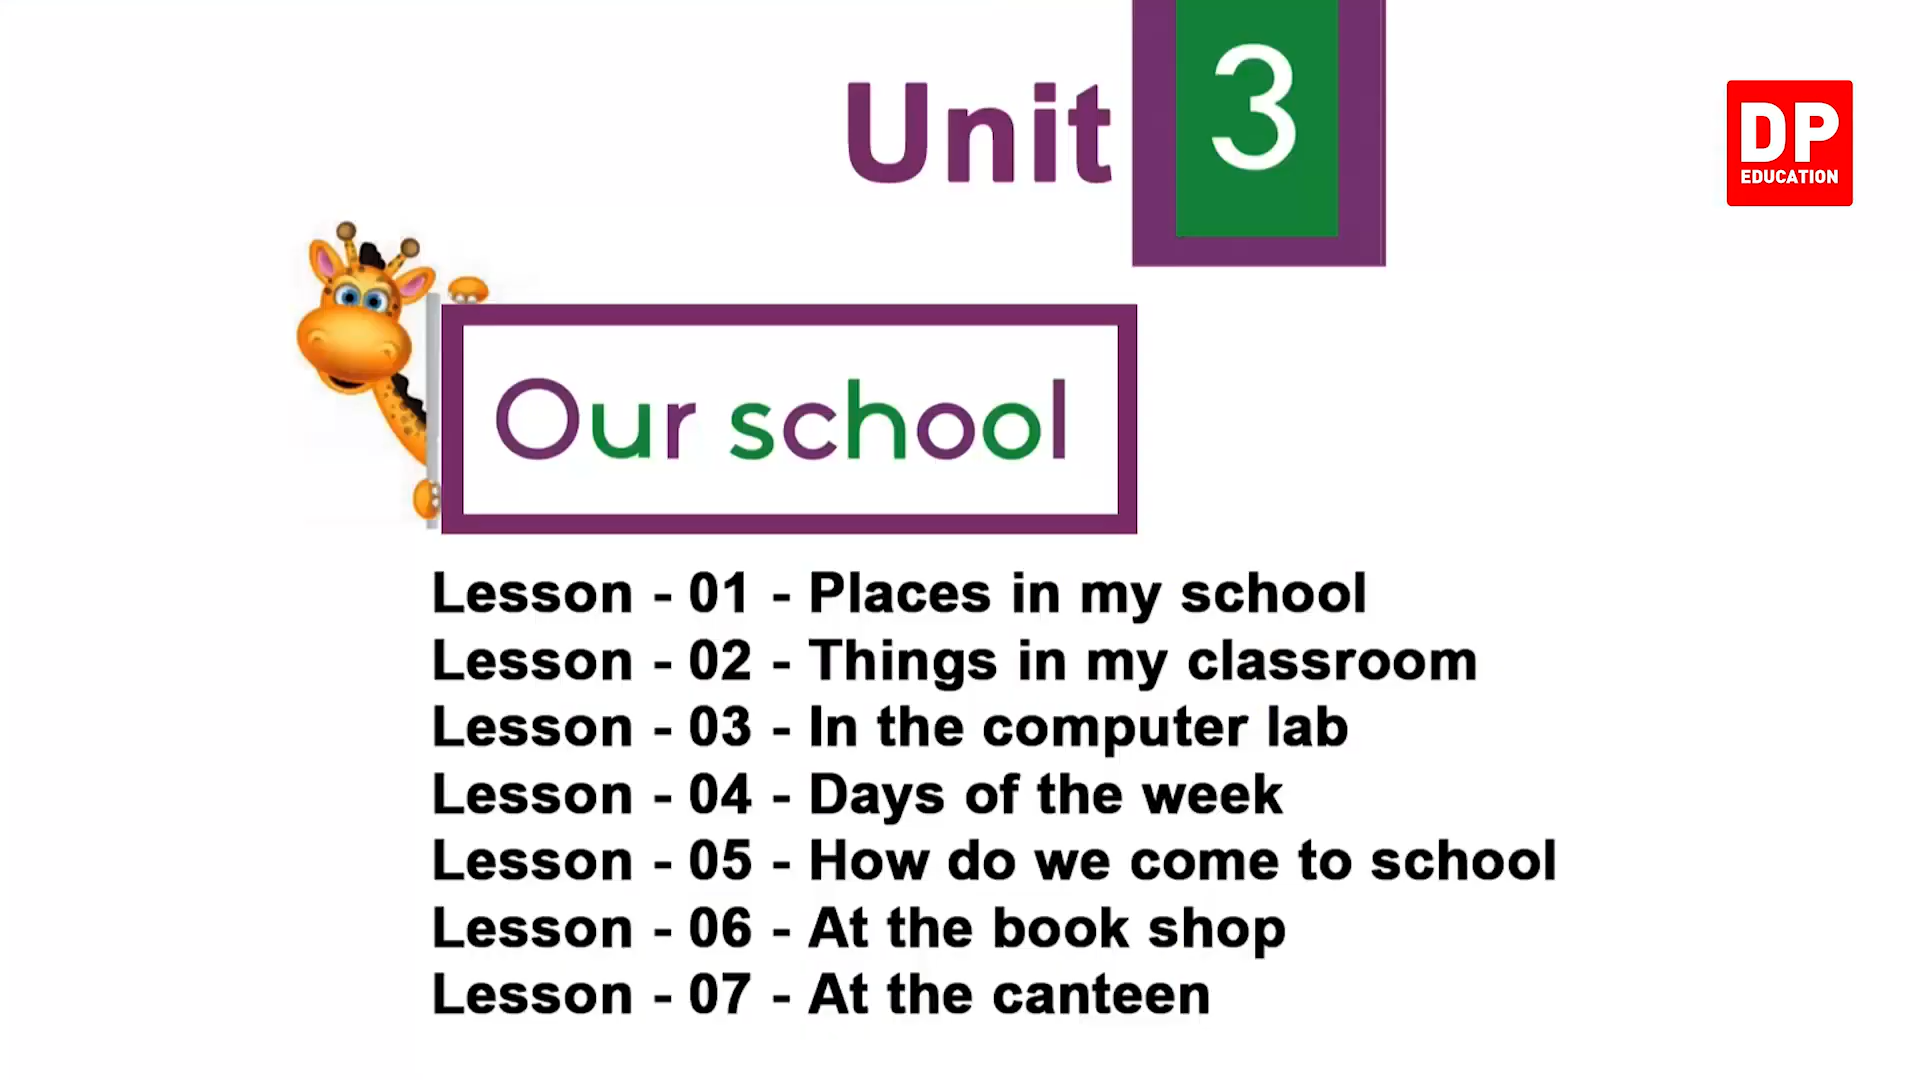 Unit 3
DP
EDUCATION
Our school
Lesson - 01 - Places in my school
Lesson - 02 - Things in my classroom
Lesson - 03 - In the computer lab
Lesson - 04 - Days of the week
Lesson - 05 - How do we come to school
Lesson - 06 - At the book shop
Lesson - 07 - At the canteen